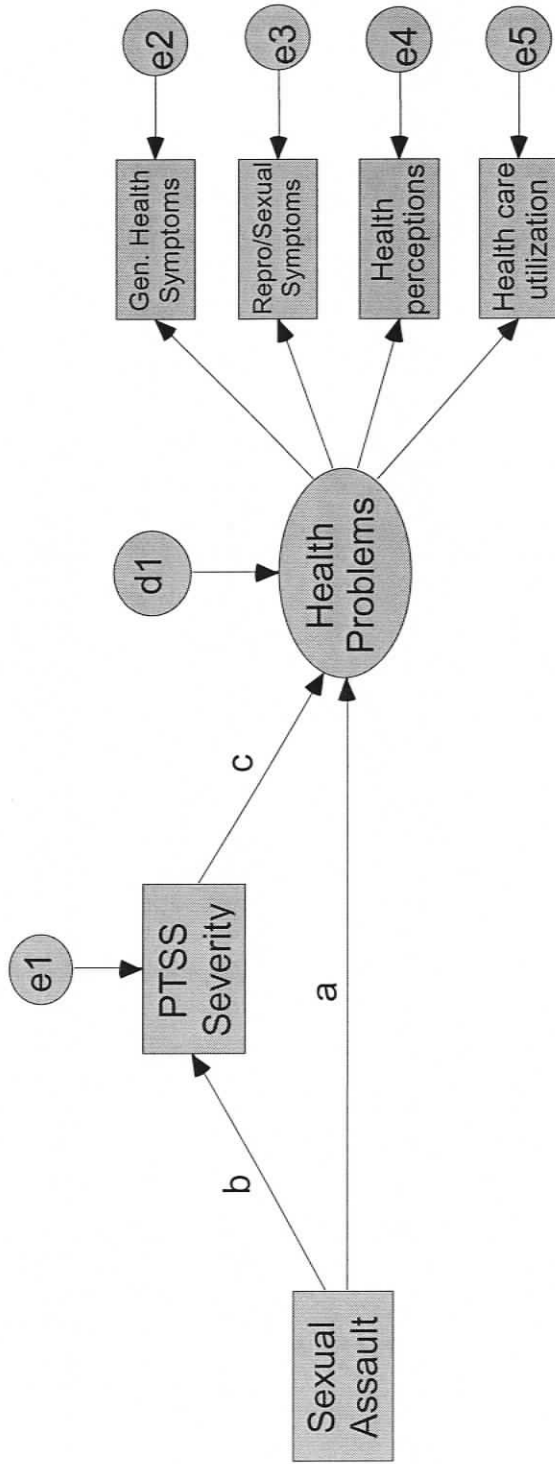 Sexual
Assault
b
a
e1
PTSS
Severity
c
d1
Health
Problems
Gen. Health
Symptoms
e2
Repro/Sexual
Symptoms
e3
Health
perceptions
e4
Health care
utilization
e5